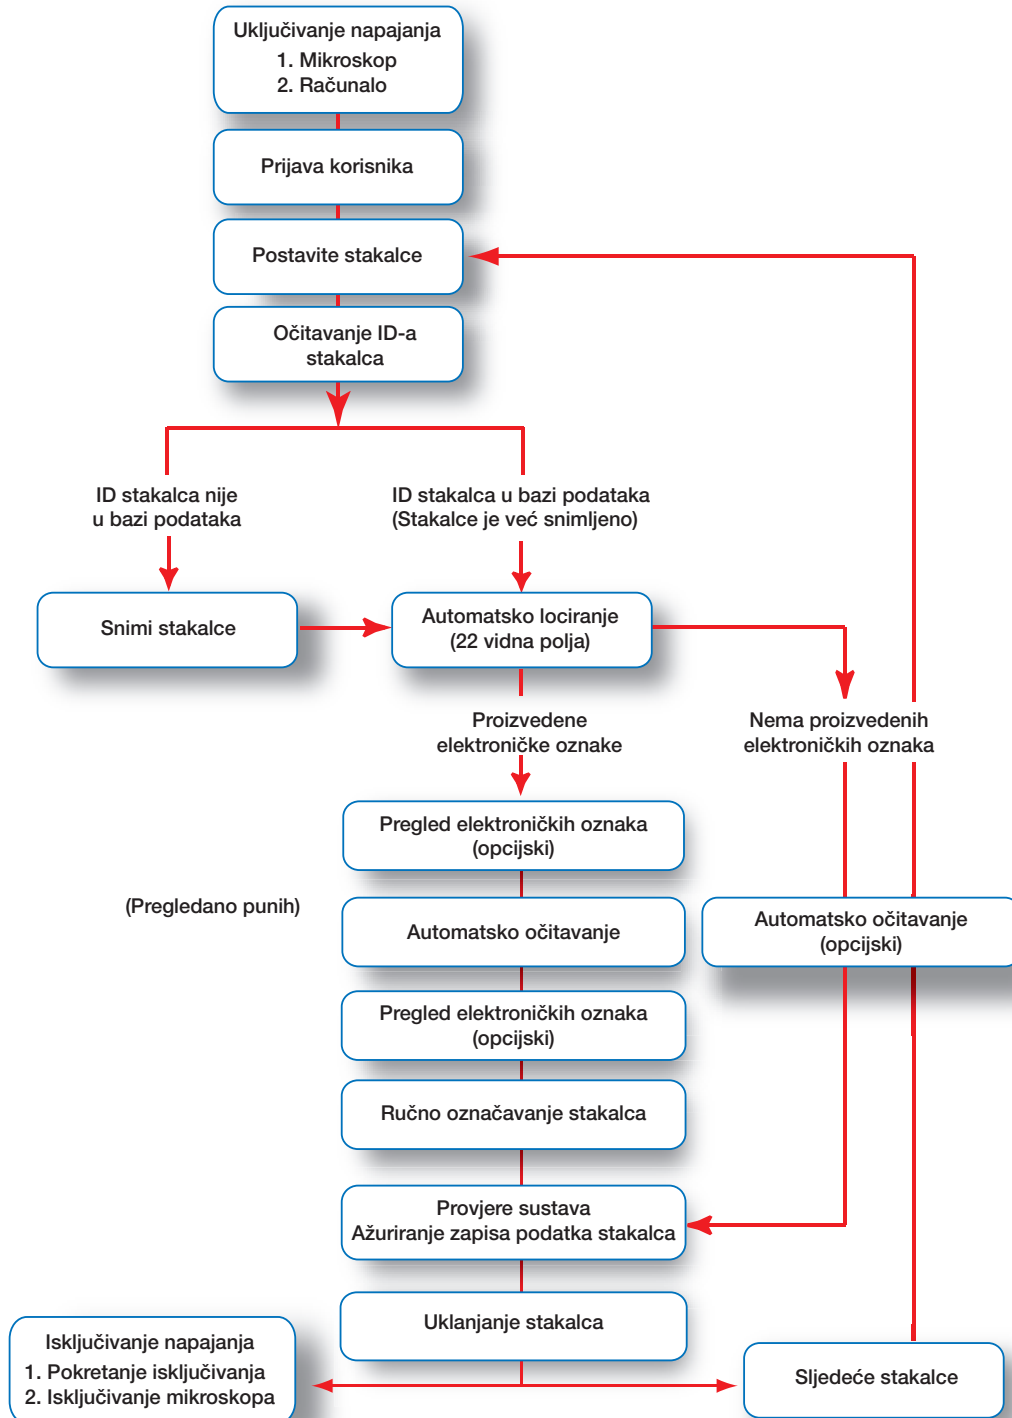 Uključivanje napajanja
1. Mikroskop
2. Računalo
Prijava korisnika
Postavite stakalce
Očitavanje ID-a
stakalca
ID stakalca nije
u bazi podataka
ID stakalca u bazi podataka
(Stakalce je već snimljeno)
Snimi stakalce
Automatsko lociranje
(22 vidna polja)
Proizvedene
elektroničke oznake
Nema proizvedenih
elektroničkih oznaka
Pregled elektroničkih oznaka
(opcijski)
(Pregledano punih)
Automatsko očitavanje
Automatsko očitavanje
(opcijski)
Pregled elektroničkih oznaka
(opcijski)
Ručno označavanje stakalca
Provjere sustava
Ažuriranje zapisa podatka stakalca
Uklanjanje stakalca
Isključivanje napajanja
1. Pokretanje isključivanja
2. Isključivanje mikroskopa
Sljedeće stakalce